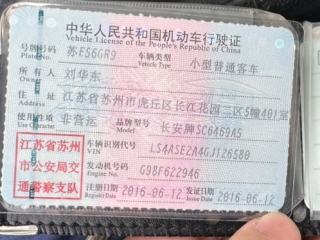 中华人民共和国机动车行驶证
Vehicle License of the People's Republic of China
号牌号码 苏E56GR9 车辆类型 小型普通客车
Plate No. Vehicle Type
所有人 刘华东
Owner
住址 江苏省苏州市虎丘区长江花园二区5幢401室
Address
使用性质 非营运 品牌型号 长安牌SC6469A5
Use Character Model
江苏省苏州
市公安局交
通警察支队
车辆识别代号 LS4ASE2A4GJ126580
VIN
发动机号码 G98F622946
Engine No.
注册日期 2016-06-12 发证日期 2016-06-12
Register Date Issue Date